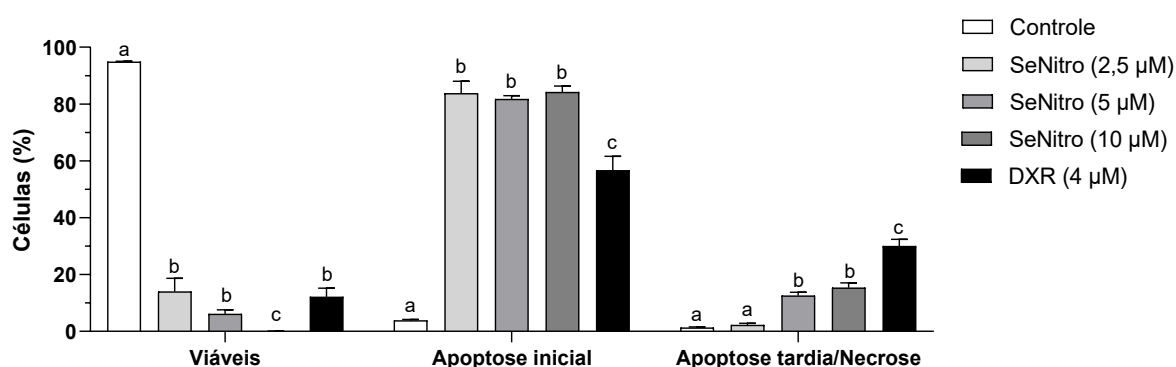 Controle
SeNitro (2,5 µM)
SeNitro (5 µM)
SeNitro (10 µM)
DXR (4 µM)
Células (%)
100
80
60
40
20
0
a
b
b
c
b
a
b
b
b
c
a
a
b
b
c
Viáveis
Apoptose inicial
Apoptose tardia/Necrose